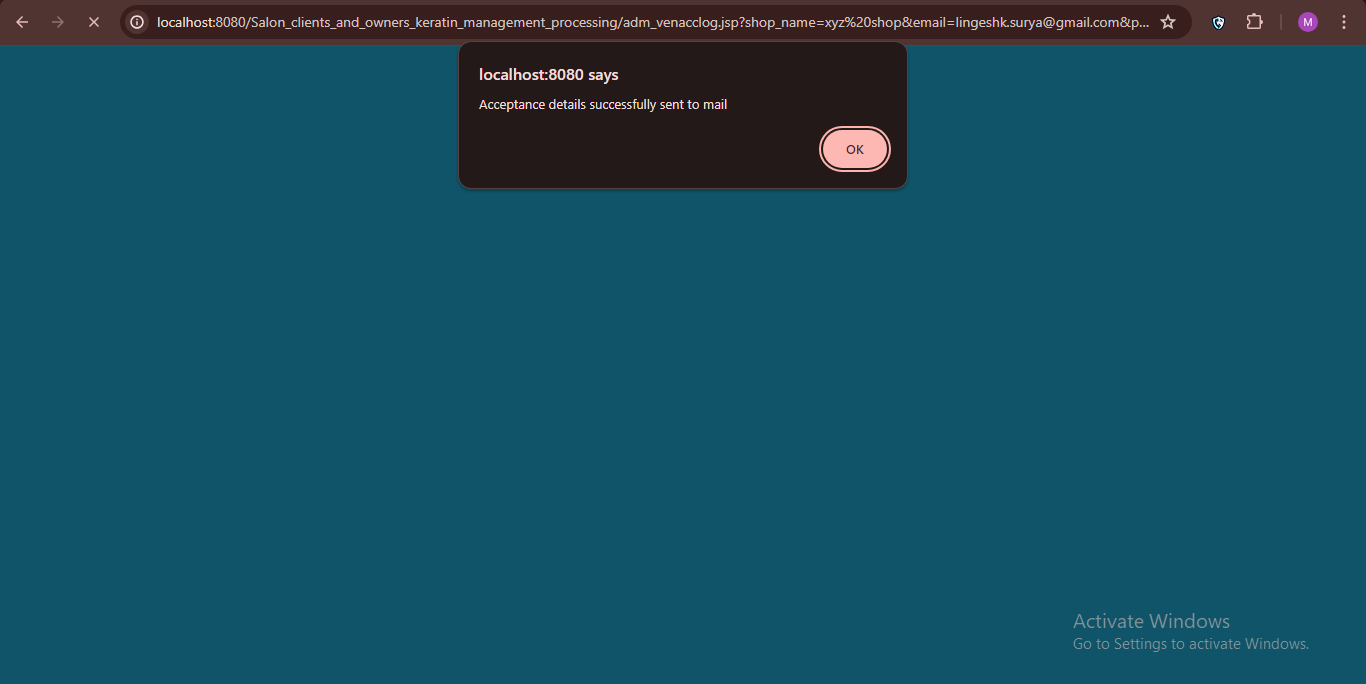 localhost:8080/Salon_clients_and_owners_keratin_management_processing/adm_venacclog.jsp?shop_name=xyz%20shop&email=lingeshk.surya@gmail.com&p...
M
localhost:8080 says
Acceptance details successfully sent to mail
OK
Activate Windows
Go to Settings to activate Windows.